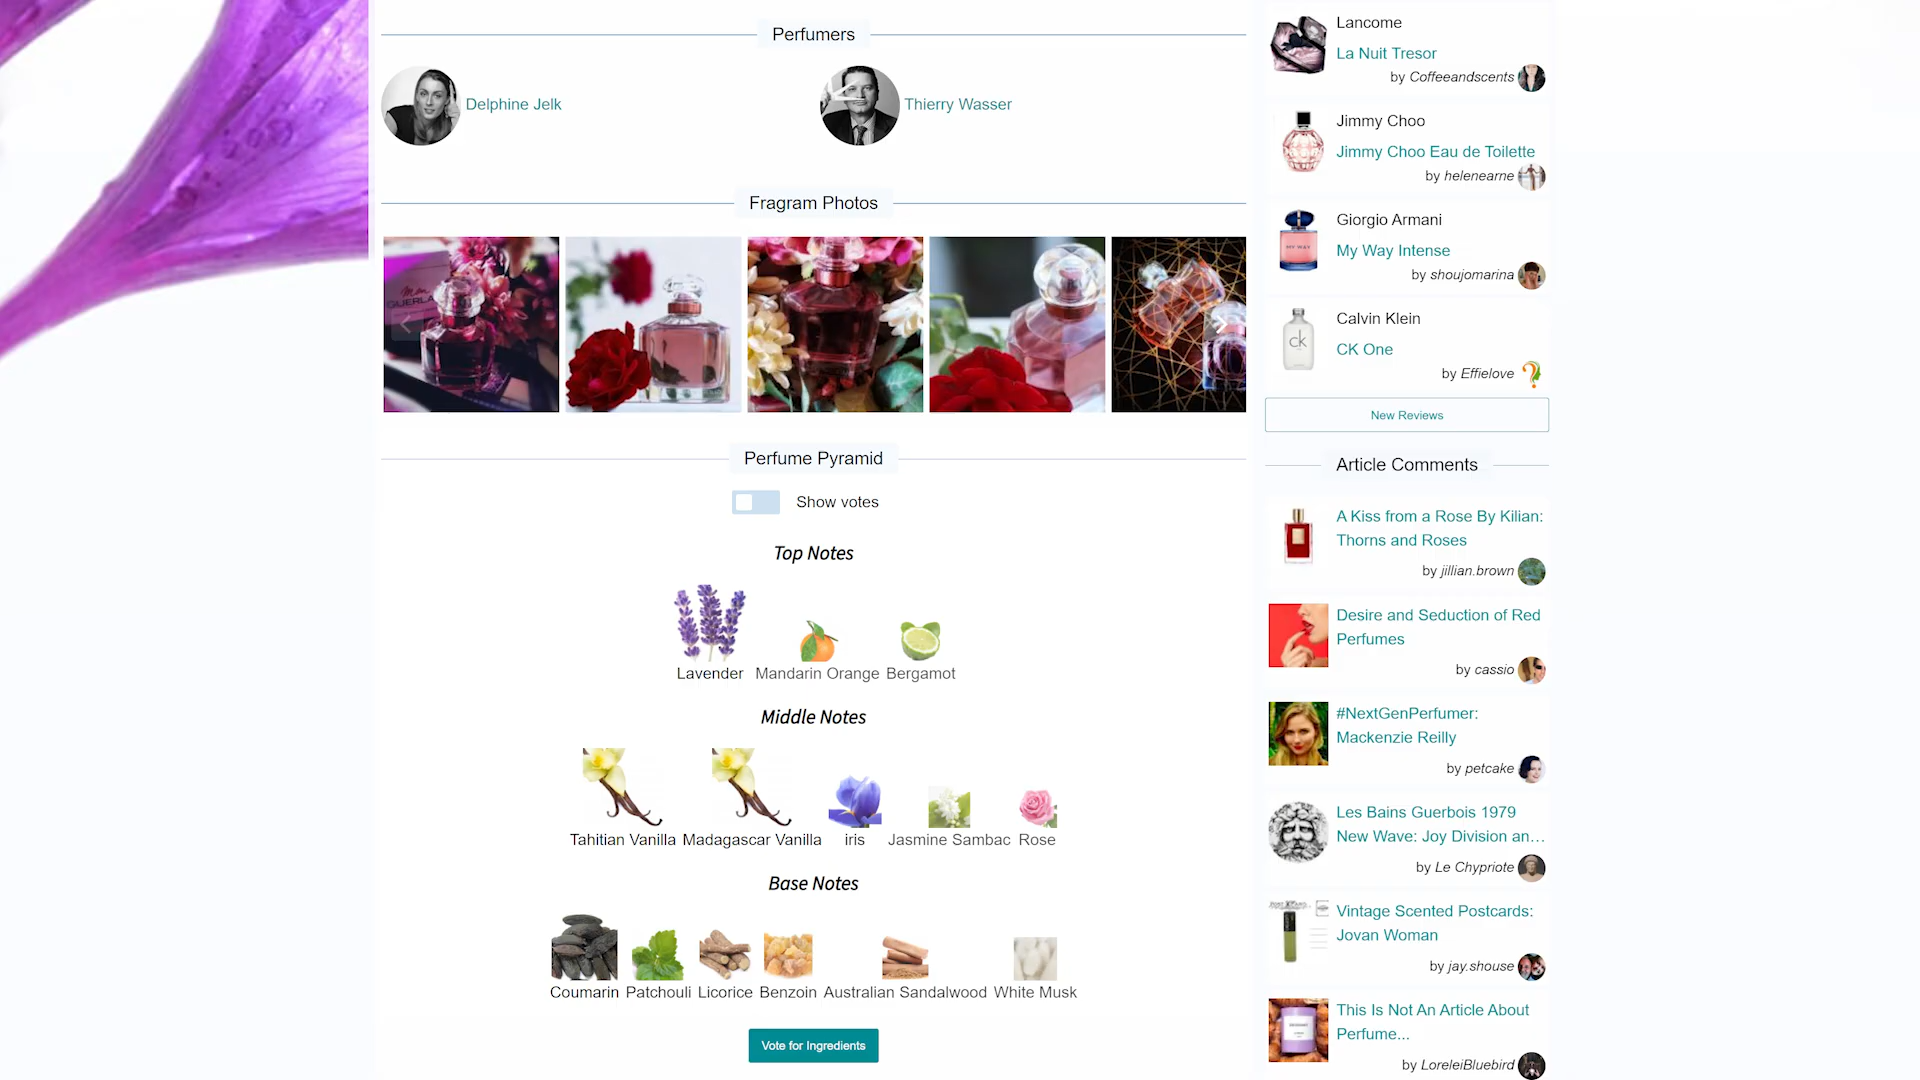 Perfumers
Delphine Jelk
Thierry Wasser
Fragram Photos
Mon
GUERLA
Perfume Pyramid
Show votes
Top Notes
Lavender
Mandarin Orange
Bergamot
Middle Notes
Tahitian Vanilla
Madagascar Vanilla
iris
Jasmine Sambac
Rose
Base Notes
Coumarin
Patchouli
Licorice
Benzoin
Australian Sandalwood
White Musk
Vote for Ingredients
Lancome
La Nuit Tresor
by Coffeeandscents
Jimmy Choo
Jimmy Choo Eau de Toilette
by helenearne
Giorgio Armani
My Way Intense
MY WAY
by shoujomarina
Calvin Klein
CK One
CK
by Effielove
New Reviews
Article Comments
A Kiss from a Rose By Kilian:
Thorns and Roses
by jillian.brown
Desire and Seduction of Red
Perfumes
by cassio
#NextGenPerfumer:
Mackenzie Reilly
by petcake
Les Bains Guerbois 1979
New Wave: Joy Division an...
by Le Chypriote
Vintage Scented Postcards:
Jovan Woman
by jay.shouse
This Is Not An Article About
Perfume...
by LoreleiBluebird